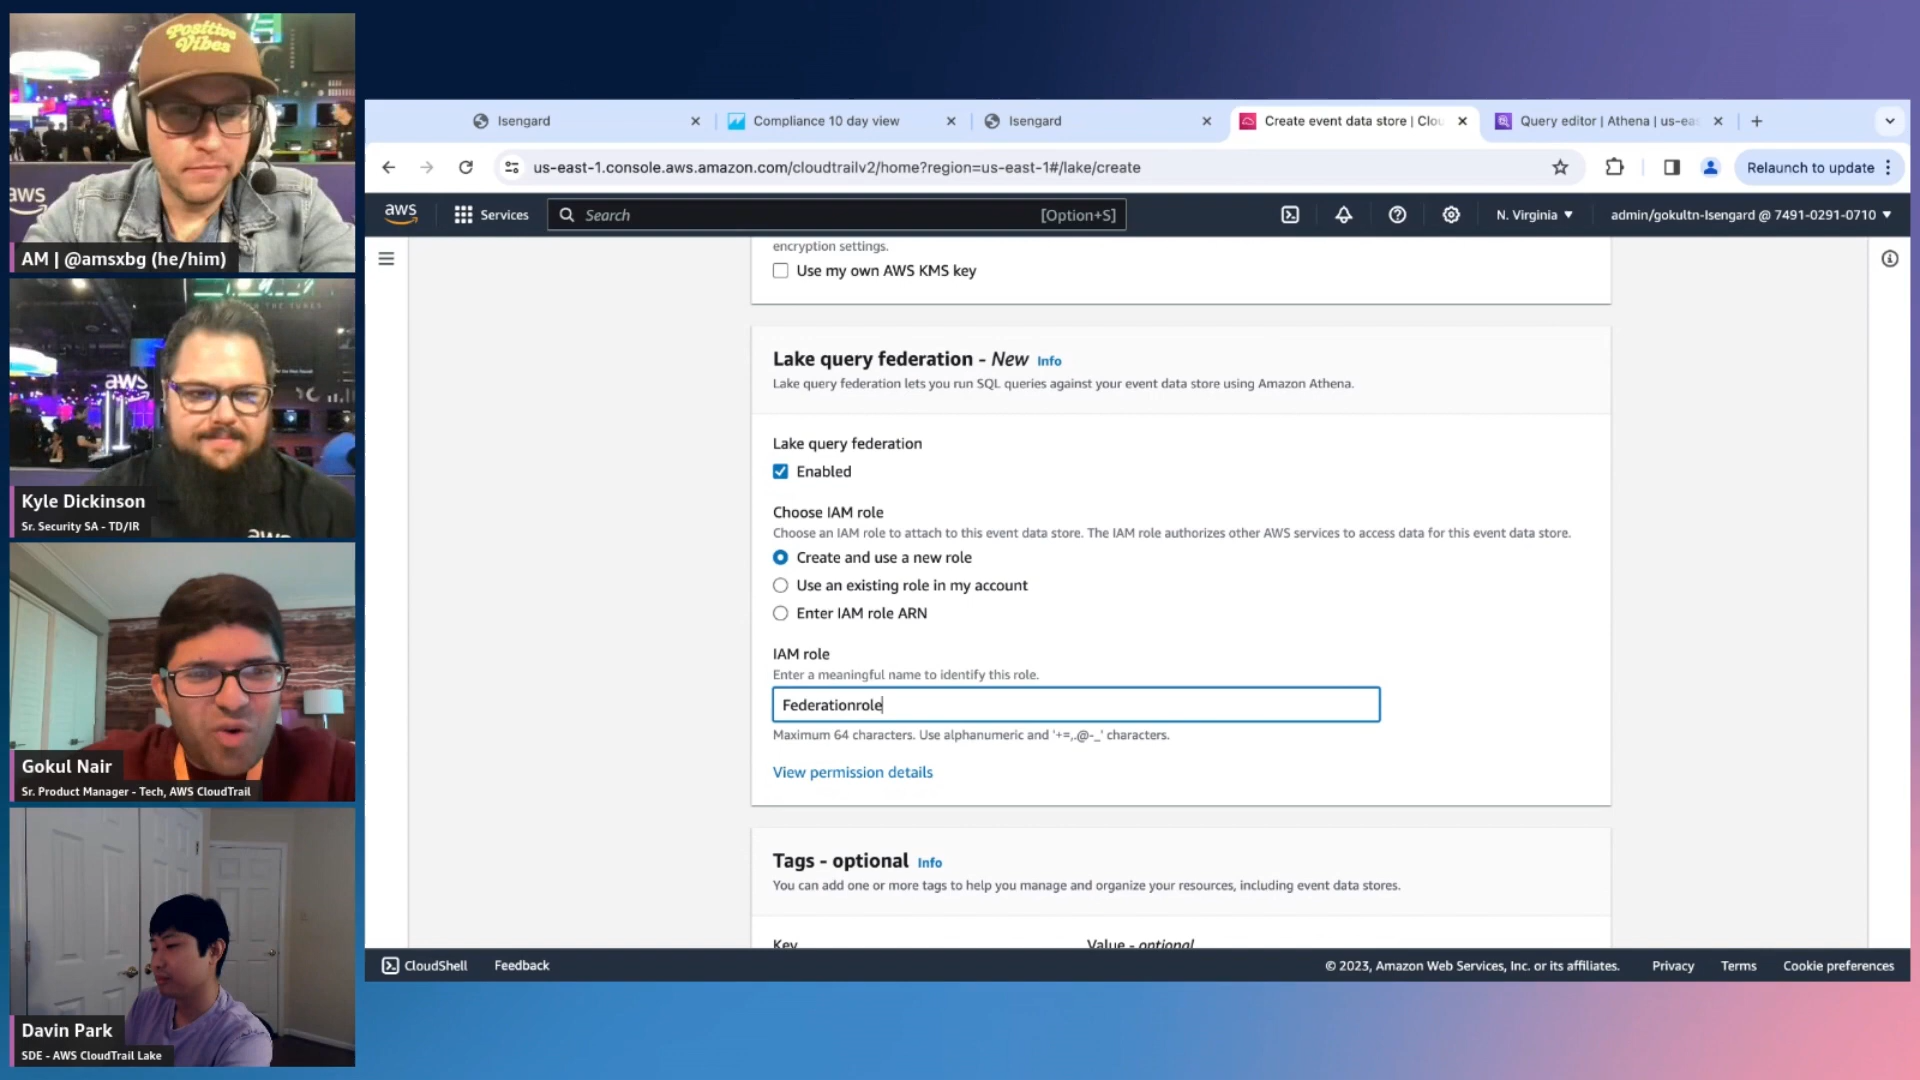 Positive
Vibes
aws
AM | @amsxbg (he/him)
aws
Kyle Dickinson
Sr. Security SA - TD/IR
aws
Gokul Nair
Sr. Product Manager - Tech, AWS CloudTrail
Davin Park
SDE - AWS CloudTrail Lake
Isengard
Compliance 10 day view
Isengard
Create event data store | Clou
Query editor | Athena | us-eas
us-east-1.console.aws.amazon.com/cloudtrailv2/home?region=us-east-1#/lake/create
Relaunch to update
aws
Services
Search
[Option+S]
N. Virginia
admin/gokultn-Isengard @ 7491-0291-0710
encryption settings.
Use my own AWS KMS key
Lake query federation - New Info
Lake query federation lets you run SQL queries against your event data store using Amazon Athena.
Lake query federation
Enabled
Choose IAM role
Choose an IAM role to attach to this event data store. The IAM role authorizes other AWS services to access data for this event data store.
Create and use a new role
Use an existing role in my account
Enter IAM role ARN
IAM role
Enter a meaningful name to identify this role.
Federationrole
Maximum 64 characters. Use alphanumeric and '+=,.@-_' characters.
View permission details
Tags - optional Info
You can add one or more tags to help you manage and organize your resources, including event data stores.
Key
Value - optional
CloudShell
Feedback
© 2023, Amazon Web Services, Inc. or its affiliates.
Privacy
Terms
Cookie preferences